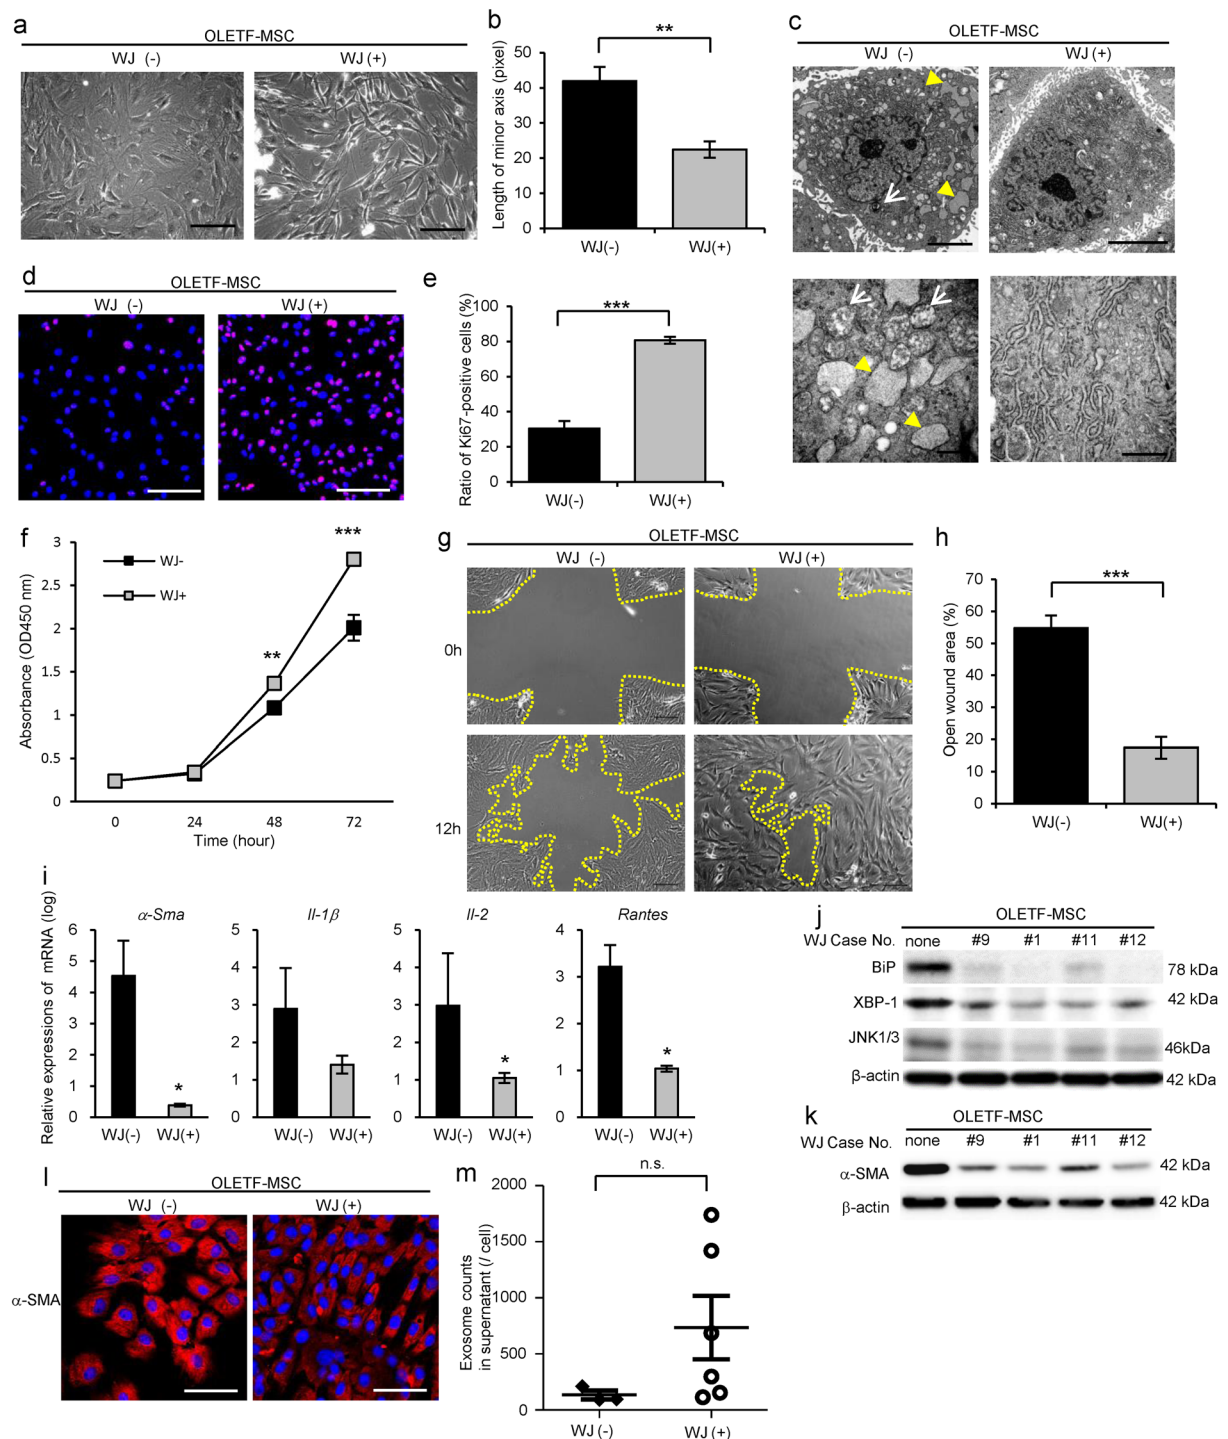 a
OLETF-MSC
WJ (-)
WJ (+)
b
**
Length of minor axis (pixel)
50
40
30
20
10
0
WJ(-)
WJ(+)
c
OLETF-MSC
WJ (-)
WJ (+)
d
OLETF-MSC
WJ (-)
WJ (+)
e
***
Ratio of Ki67-positive cells (%)
100
80
60
40
20
0
WJ(-)
WJ(+)
f
Absorbance (OD450 nm)
3
2.5
2
1.5
1
0.5
0
WJ-
WJ+
**
***
0
24
48
72
Time (hour)
g
OLETF-MSC
WJ (-)
WJ (+)
0h
12h
h
***
Open wound area (%)
70
60
50
40
30
20
10
0
WJ(-)
WJ(+)
i
Relative expressions of mRNA (log)
α-Sma
6
5
4
3
2
1
0
*
WJ(-)
WJ(+)
Il-1β
5
4
3
2
1
0
WJ(-)
WJ(+)
Il-2
5
4
3
2
1
0
*
WJ(-)
WJ(+)
Rantes
4
3
2
1
0
*
WJ(-)
WJ(+)
j
OLETF-MSC
WJ Case No. none #9 #1 #11 #12
BiP 78 kDa
XBP-1 42 kDa
JNK1/3 46kDa
β-actin 42 kDa
k
OLETF-MSC
WJ Case No. none #9 #1 #11 #12
α-SMA 42 kDa
β-actin 42 kDa
l
OLETF-MSC
WJ (-)
WJ (+)
α-SMA
m
n.s.
Exosome counts
in supernatant (/ cell)
2000
1500
1000
500
0
WJ (-)
WJ (+)